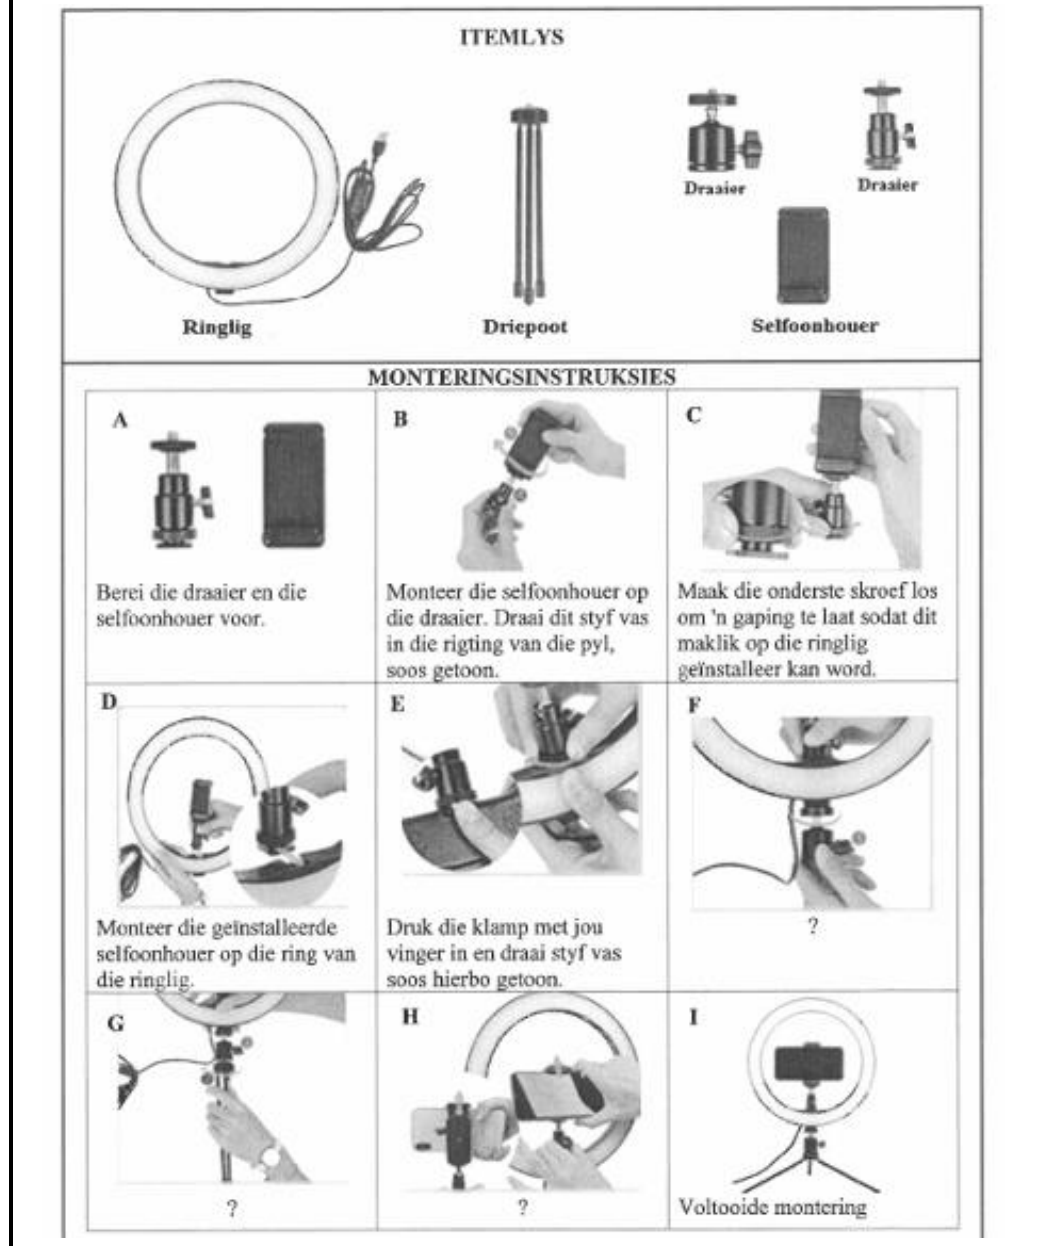 ITEMLYS
Draaier
Draaier
Ringlig
Driepoot
Selfoonhouer
MONTERINGSINSTRUKSIES
A
Berei die draaier en die
selfoonhouer voor.
B
Monteer die selfoonhouer op
die draaier. Draai dit styf vas
in die rigting van die pyl,
soos getoon.
C
Maak die onderste skroef los
om 'n gaping te laat sodat dit
maklik op die ringlig
geïnstalleer kan word.
D
Monteer die geïnstalleerde
selfoonhouer op die ring van
die ringlig.
E
Druk die klamp met jou
vinger in en draai styf vas
soos hierbo getoon.
F
?
G
?
H
?
I
Voltooide montering